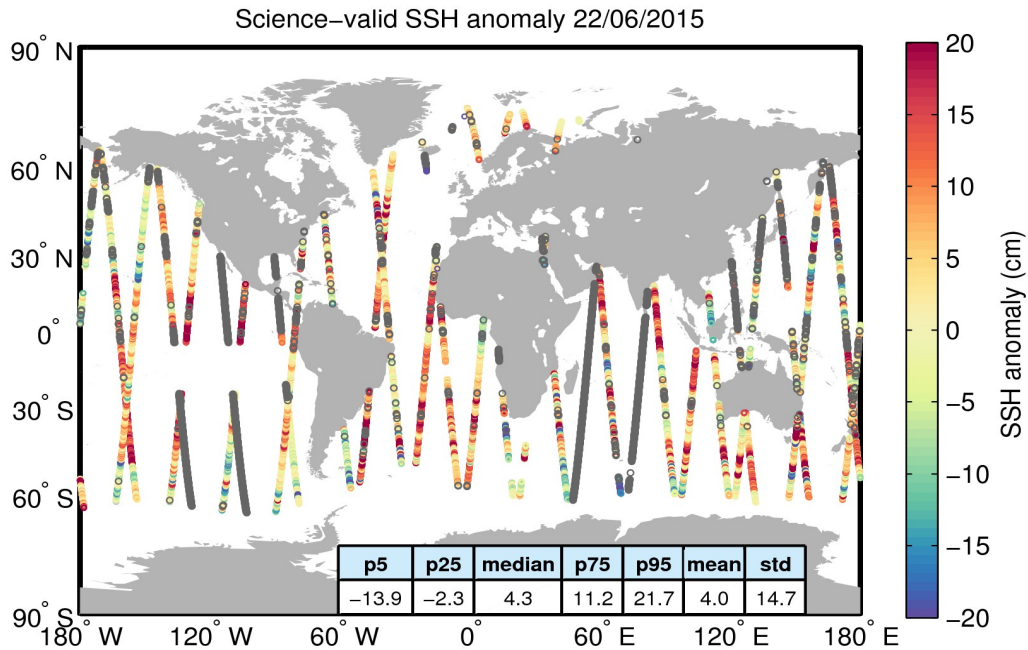 Science−valid SSH anomaly 22/06/2015
90° N
60° N
30° N
0°
30° S
60° S
90° S
180° W
120° W
60° W
0°
60° E
120° E
180° E
p5 p25 median p75 p95 mean std
−13.9 −2.3 4.3 11.2 21.7 4.0 14.7
20
15
10
5
0
−5
−10
−15
−20
SSH anomaly (cm)